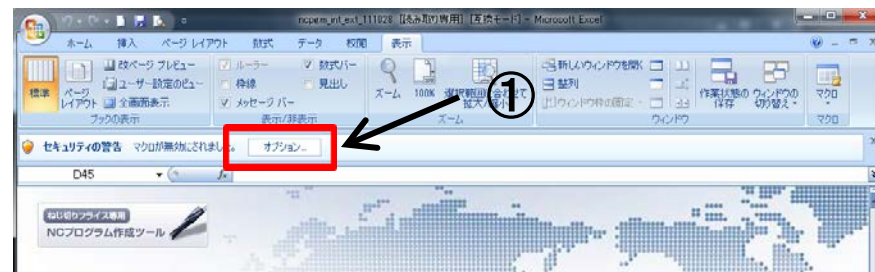 ncpem_int_ext_111028 [読み取り専用] [互換モード] - Microsoft Excel
ホーム 挿入 ページ レイアウト 数式 データ 校閲 表示
標準
ページ レイアウト
改ページ プレビュー
ユーザー設定のビュー
全画面表示
ブックの表示
ルーラー
枠線
メッセージ バー
数式バー
見出し
表示/非表示
ズーム
100%
選択範囲に合わせて
拡大/縮小
ズーム
新しいウィンドウを開く
整列
ウィンドウ枠の固定
作業状態の
保存
ウィンドウの
切り替え
ウィンドウ
マクロ
マクロ
①
セキュリティの警告 マクロが無効にされました。 オプション...
D45 fx
ねじ切りフライス専用
NCプログラム作成ツール